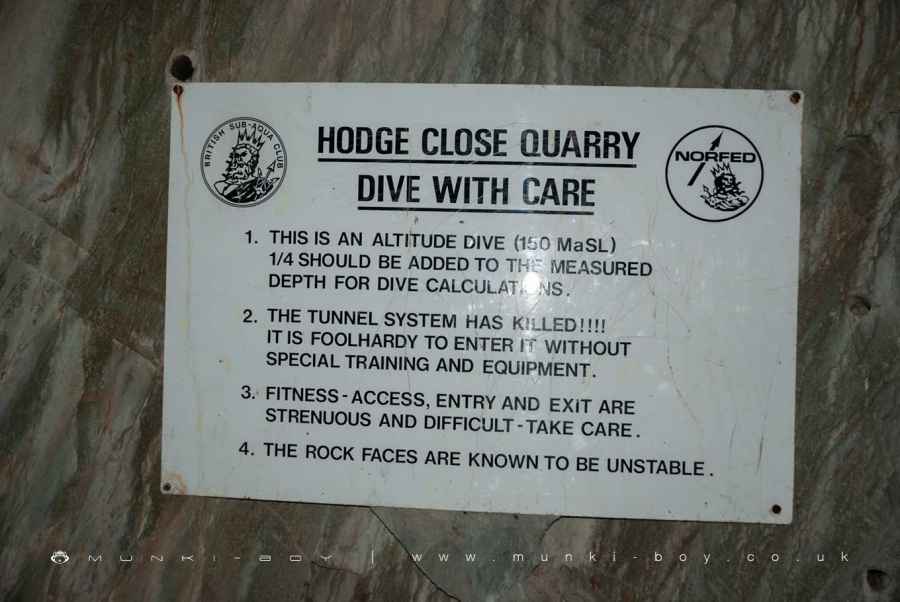 BRITISH SUB-AQUA CLUB
HODGE CLOSE QUARRY
NORFED
DIVE WITH CARE
1. THIS IS AN ALTITUDE DIVE (150 MaSL)
1/4 SHOULD BE ADDED TO THE MEASURED
DEPTH FOR DIVE CALCULATIONS.
2. THE TUNNEL SYSTEM HAS KILLED!!!!
IT IS FOOLHARDY TO ENTER IT WITHOUT
SPECIAL TRAINING AND EQUIPMENT.
3. FITNESS - ACCESS, ENTRY AND EXIT ARE
STRENUOUS AND DIFFICULT - TAKE CARE.
4. THE ROCK FACES ARE KNOWN TO BE UNSTABLE.
MUNKI-BOY | www.munki-boy.co.uk